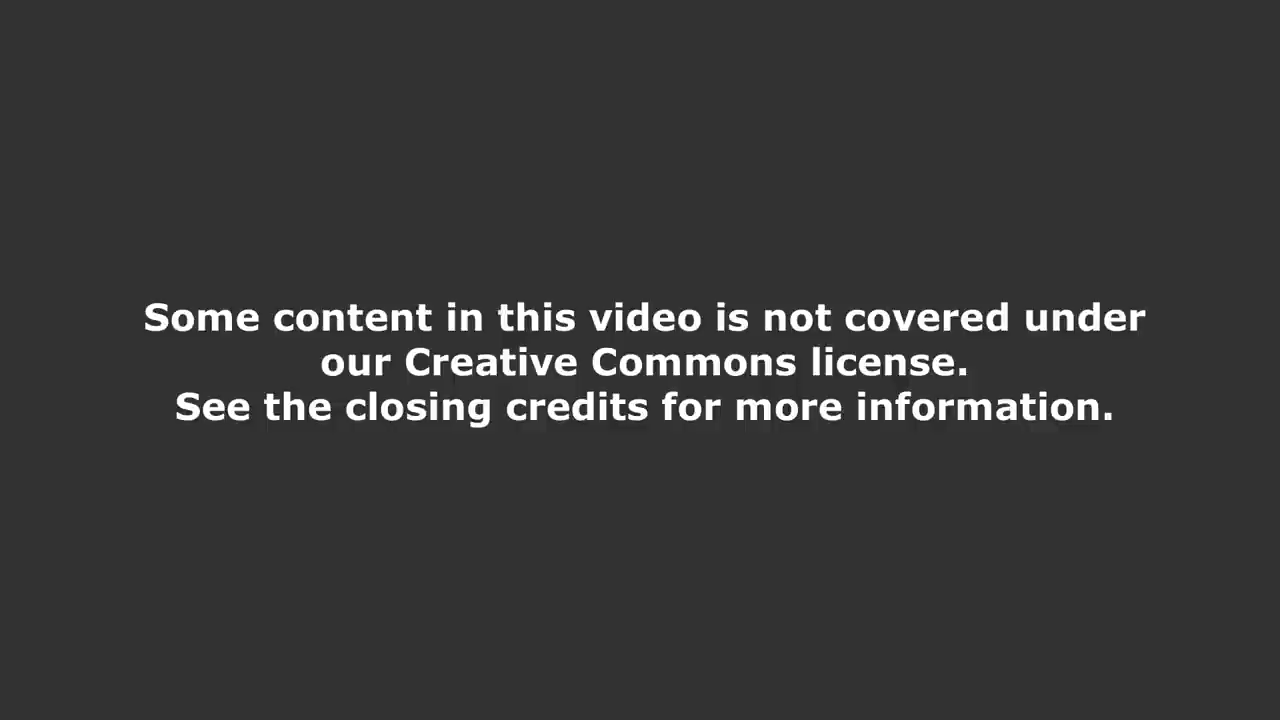 Some content in this video is not covered under
our Creative Commons license.
See the closing credits for more information.